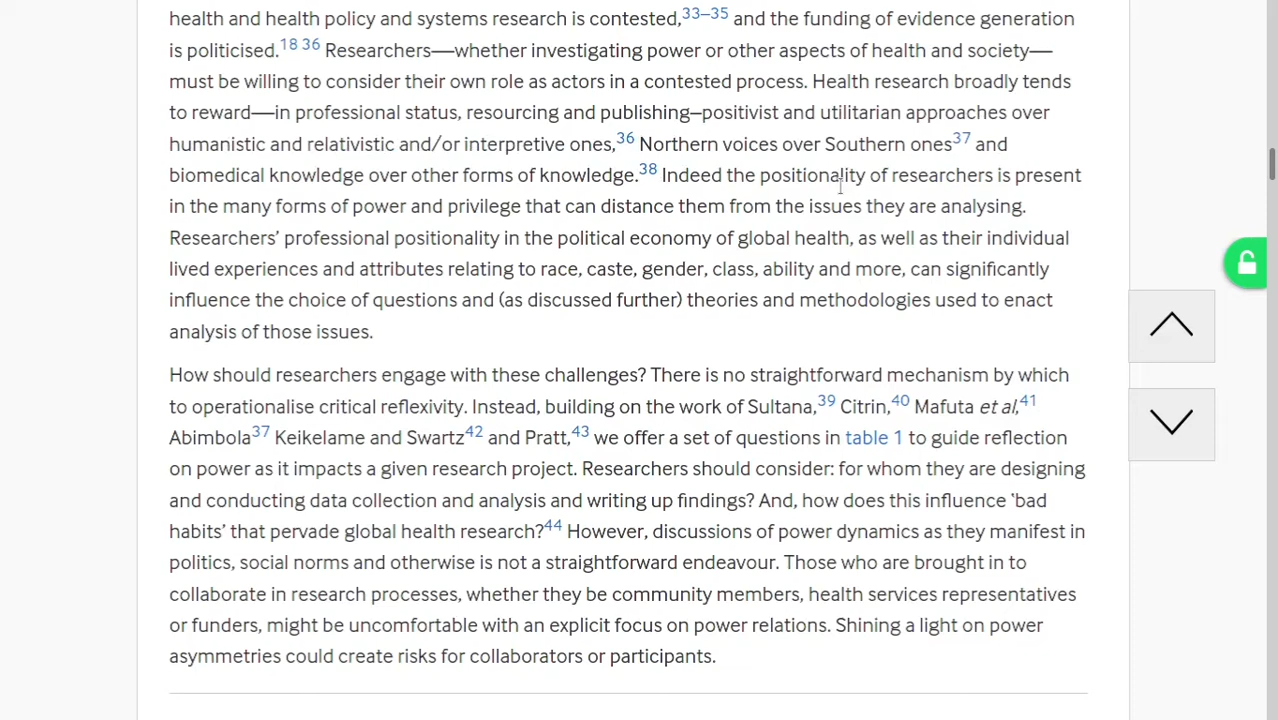 health and health policy and systems research is contested,33–35 and the funding of evidence generation
is politicised.18 36 Researchers—whether investigating power or other aspects of health and society—
must be willing to consider their own role as actors in a contested process. Health research broadly tends
to reward—in professional status, resourcing and publishing–positivist and utilitarian approaches over
humanistic and relativistic and/or interpretive ones,36 Northern voices over Southern ones37 and
biomedical knowledge over other forms of knowledge.38 Indeed the positionality of researchers is present
in the many forms of power and privilege that can distance them from the issues they are analysing.
Researchers’ professional positionality in the political economy of global health, as well as their individual
lived experiences and attributes relating to race, caste, gender, class, ability and more, can significantly
influence the choice of questions and (as discussed further) theories and methodologies used to enact
analysis of those issues.
How should researchers engage with these challenges? There is no straightforward mechanism by which
to operationalise critical reflexivity. Instead, building on the work of Sultana,39 Citrin,40 Mafuta et al,41
Abimbola37 Keikelame and Swartz42 and Pratt,43 we offer a set of questions in table 1 to guide reflection
on power as it impacts a given research project. Researchers should consider: for whom they are designing
and conducting data collection and analysis and writing up findings? And, how does this influence ‘bad
habits’ that pervade global health research?44 However, discussions of power dynamics as they manifest in
politics, social norms and otherwise is not a straightforward endeavour. Those who are brought in to
collaborate in research processes, whether they be community members, health services representatives
or funders, might be uncomfortable with an explicit focus on power relations. Shining a light on power
asymmetries could create risks for collaborators or participants.